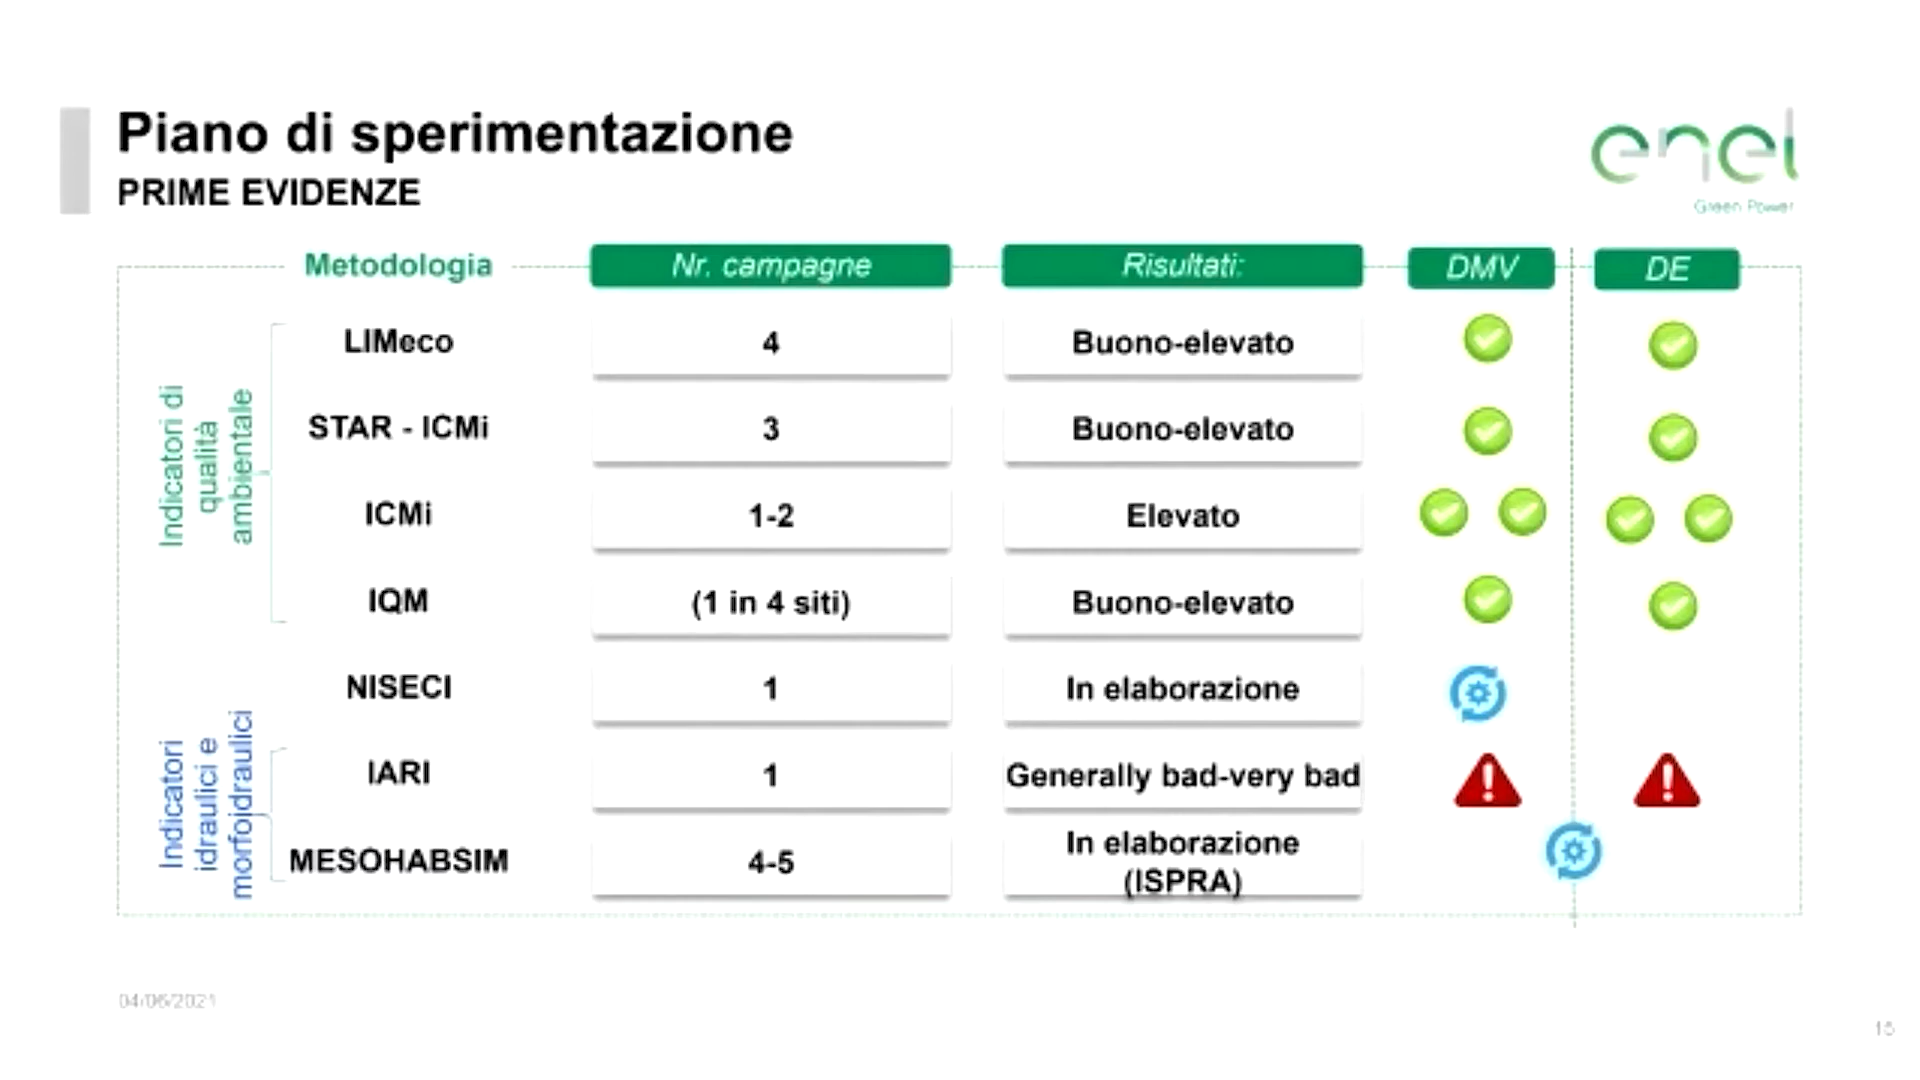 Piano di sperimentazione
PRIME EVIDENZE
enel
Green Power
Metodologia
Nr. campagne
Risultati:
DMV
DE
Indicatori di
qualità
ambientale
LIMeco
4
Buono-elevato
STAR - ICMi
3
Buono-elevato
ICMi
1-2
Elevato
IQM
(1 in 4 siti)
Buono-elevato
NISECI
1
In elaborazione
Indicatori
idraulici e
morfoidraulici
IARI
1
Generally bad-very bad
MESOHABSIM
4-5
In elaborazione
(ISPRA)
04/06/2021